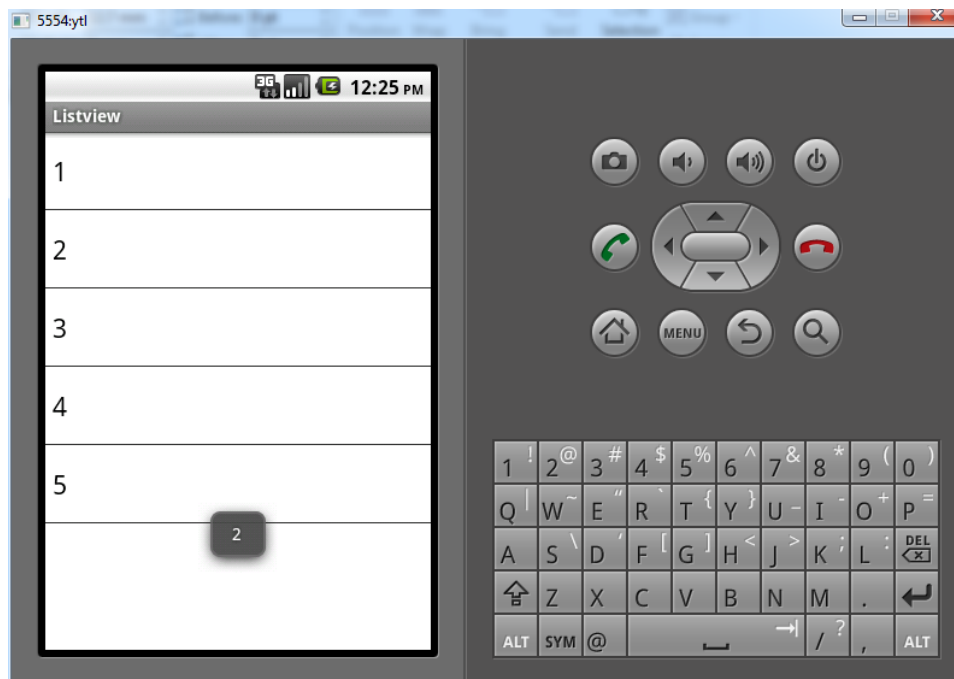 5554:ytl
3G 12:25 PM
Listview
1
2
3
4
5
2
MENU
1 ! 2 @ 3 # 4 $ 5 % 6 ^ 7 & 8 * 9 ( 0 )
Q | W ~ E " R ` T { Y } U _ I - O + P =
A S \ D ' F [ G ] H < J > K ; L : DEL
Z X C V B N M .
ALT SYM @ / ? , ALT